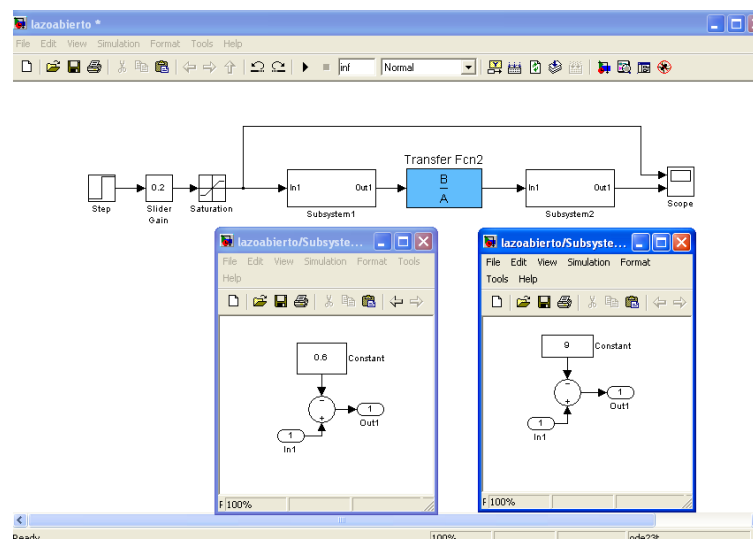 lazoabierto *
File Edit View Simulation Format Tools Help
inf Normal
Transfer Fcn2
Step
0.2
Slider
Gain
Saturation
In1 Out1
Subsystem1
B
A
In1 Out1
Subsystem2
Scope
lazoabierto/Subsyste...
File Edit View Simulation Format Tools
Help
0.6
Constant
-
+
1
Out1
1
In1
F 100%
lazoabierto/Subsyste...
File Edit View Simulation Format
Tools Help
9
Constant
-
+
1
Out1
1
In1
F 100%
Ready 100% ode23t